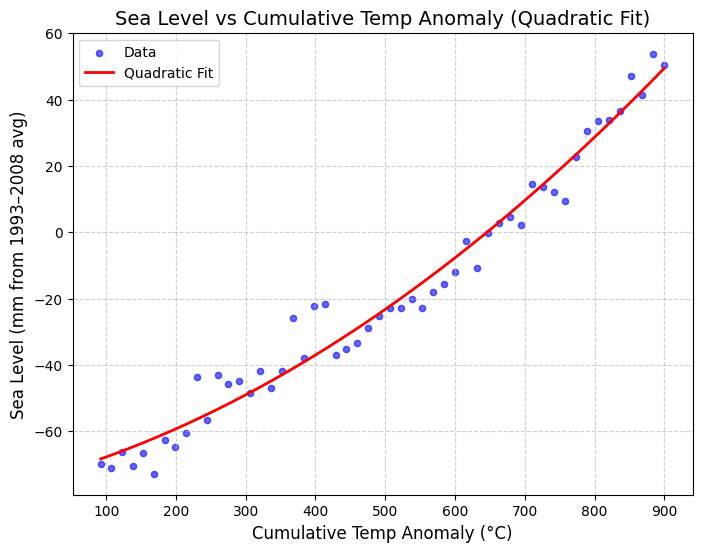 Sea Level vs Cumulative Temp Anomaly (Quadratic Fit)
Data
Quadratic Fit
Sea Level (mm from 1993–2008 avg)
60
40
20
0
−20
−40
−60
100 200 300 400 500 600 700 800 900
Cumulative Temp Anomaly (°C)